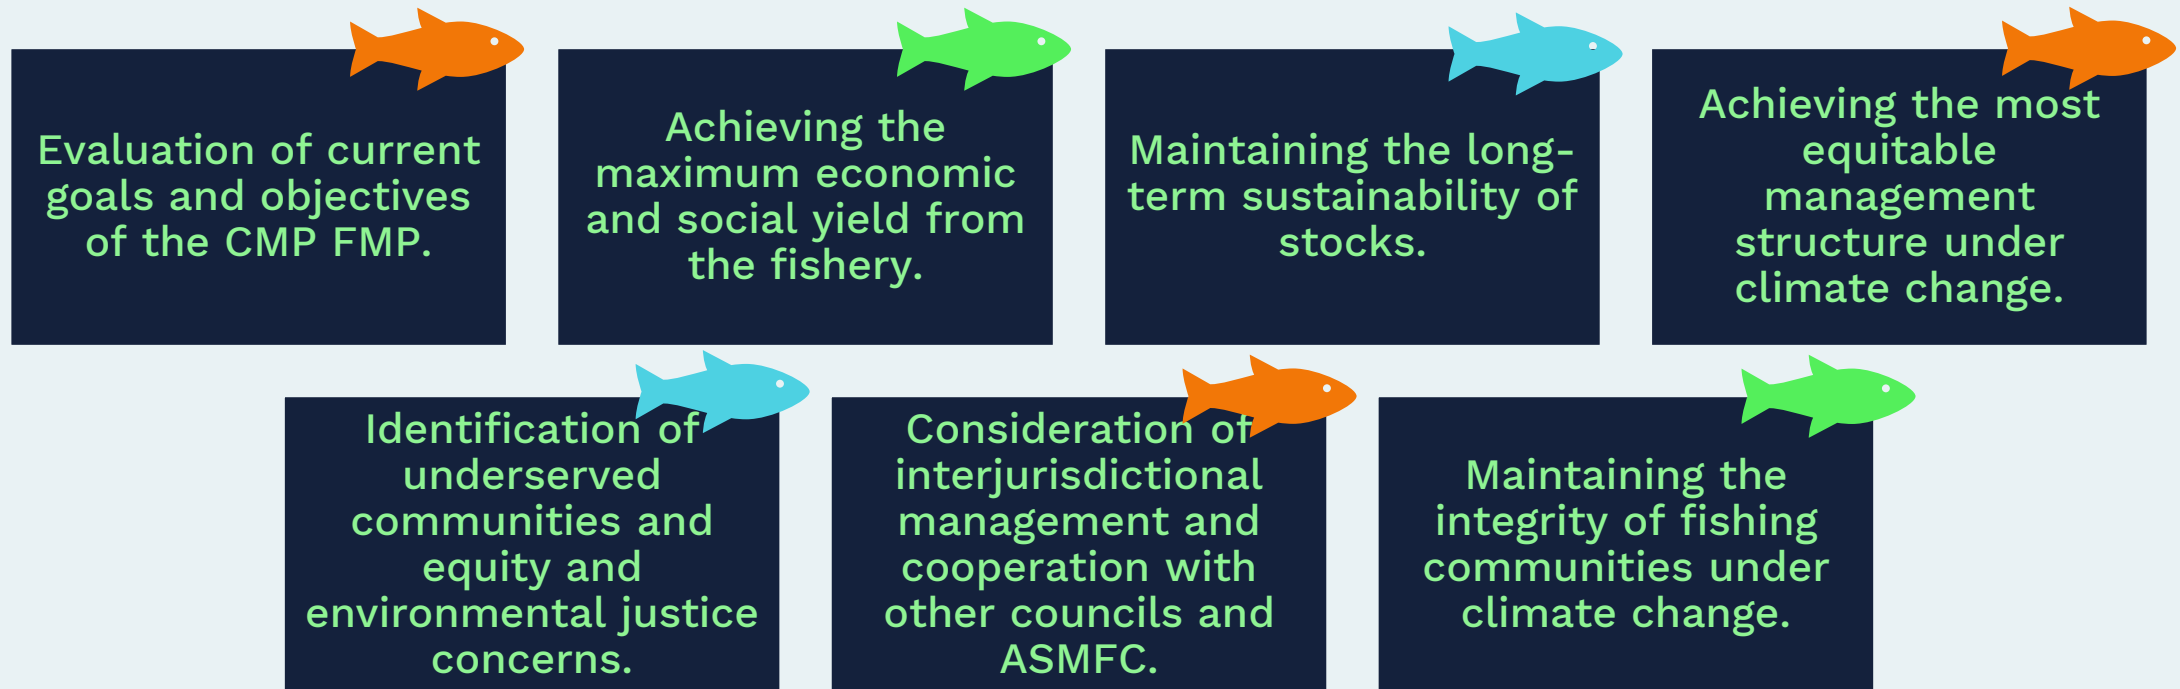 Evaluation of current
goals and objectives
of the CMP FMP.
Achieving the
maximum economic
and social yield from
the fishery.
Maintaining the long-
term sustainability of
stocks.
Achieving the most
equitable
management
structure under
climate change.
Identification of
underserved
communities and
equity and
environmental justice
concerns.
Consideration of
interjurisdictional
management and
cooperation with
other councils and
ASMFC.
Maintaining the
integrity of fishing
communities under
climate change.